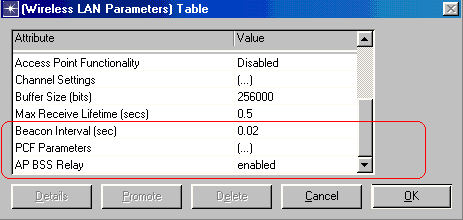 (Wireless LAN Parameters) Table
Attribute Value
Access Point Functionality Disabled
Channel Settings (...)
Buffer Size (bits) 256000
Max Receive Lifetime (secs) 0.5
Beacon Interval (sec) 0.02
PCF Parameters (...)
AP BSS Relay enabled
Details Promote Delete Cancel OK